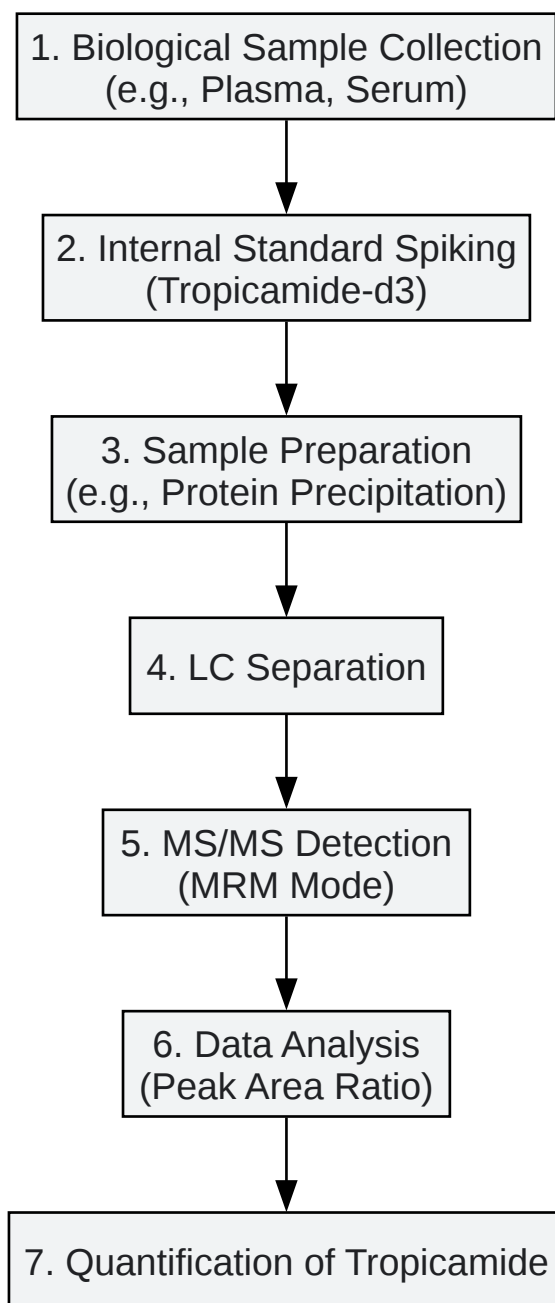 1. Biological Sample Collection
(e.g., Plasma, Serum)
2. Internal Standard Spiking
(Tropicamide-d3)
3. Sample Preparation
(e.g., Protein Precipitation)
4. LC Separation
5. MS/MS Detection
(MRM Mode)
6. Data Analysis
(Peak Area Ratio)
7. Quantification of Tropicamide